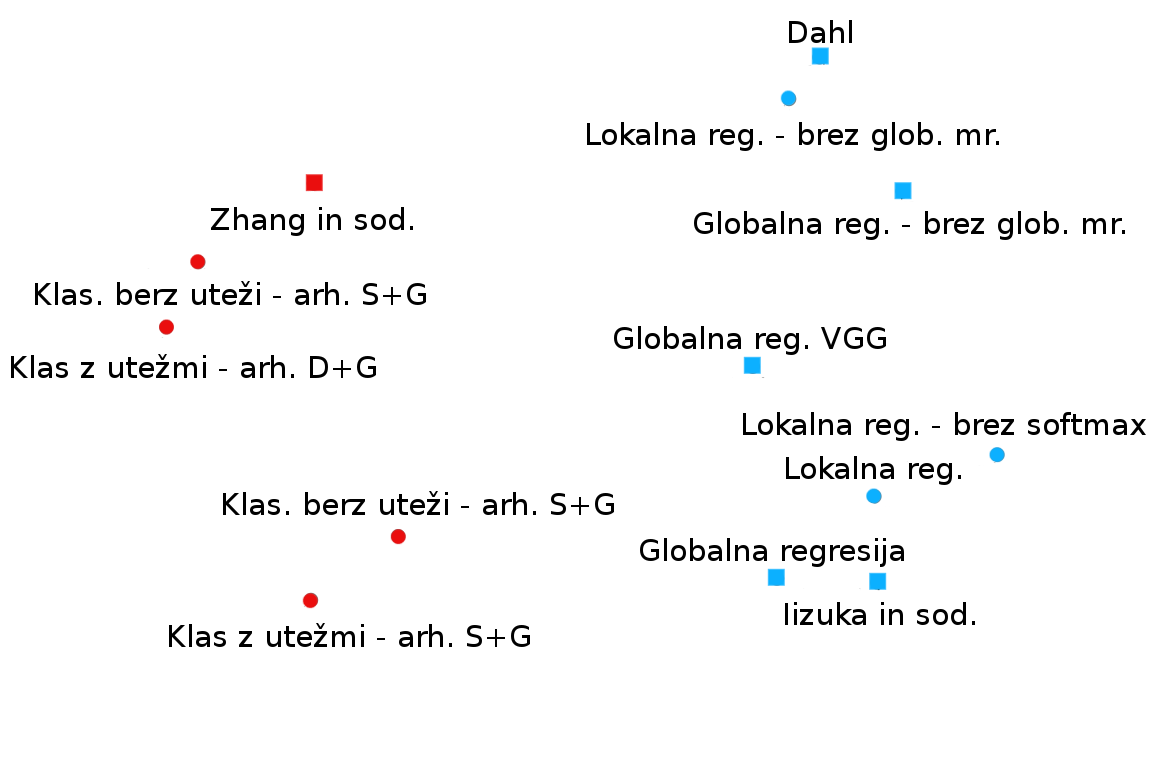 Dahl
Lokalna reg. - brez glob. mr.
Zhang in sod.
Globalna reg. - brez glob. mr.
Klas. berz uteži - arh. S+G
Globalna reg. VGG
Klas z utežmi - arh. D+G
Lokalna reg. - brez softmax
Lokalna reg.
Klas. berz uteži - arh. S+G
Globalna regresija
Iizuka in sod.
Klas z utežmi - arh. S+G